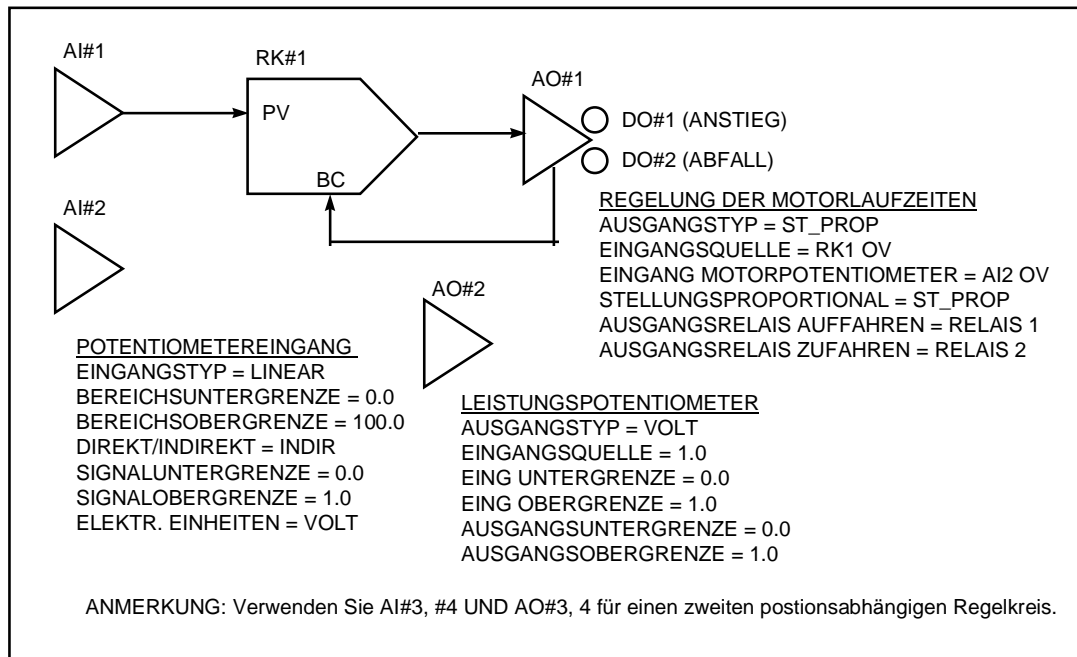 AI#1
RK#1
AO#1
PV
DO#1 (ANSTIEG)
DO#2 (ABFALL)
BC
AI#2
REGELUNG DER MOTORLAUFZEITEN
AUSGANGSTYP = ST_PROP
EINGANGSQUELLE = RK1 OV
EINGANG MOTORPOTENTIOMETER = AI2 OV
STELLUNGSPROPORTIONAL = ST_PROP
AUSGANGSRELAIS AUFFAHREN = RELAIS 1
AUSGANGSRELAIS ZUFAHREN = RELAIS 2
AO#2
POTENTIOMETEREINGANG
EINGANGSTYP = LINEAR
BEREICHSUNTERGRENZE = 0.0
BEREICHSOBERGRENZE = 100.0
DIREKT/INDIREKT = INDIR
SIGNALUNTERGRENZE = 0.0
SIGNALOBERGRENZE = 1.0
ELEKTR. EINHEITEN = VOLT
LEISTUNGSPOTENTIOMETER
AUSGANGSTYP = VOLT
EINGANGSQUELLE = 1.0
EING UNTERGRENZE = 0.0
EING OBERGRENZE = 1.0
AUSGANGSUNTERGRENZE = 0.0
AUSGANGSOBERGRENZE = 1.0
ANMERKUNG: Verwenden Sie AI#3, #4 UND AO#3, 4 für einen zweiten postionsabhängigen Regelkreis.